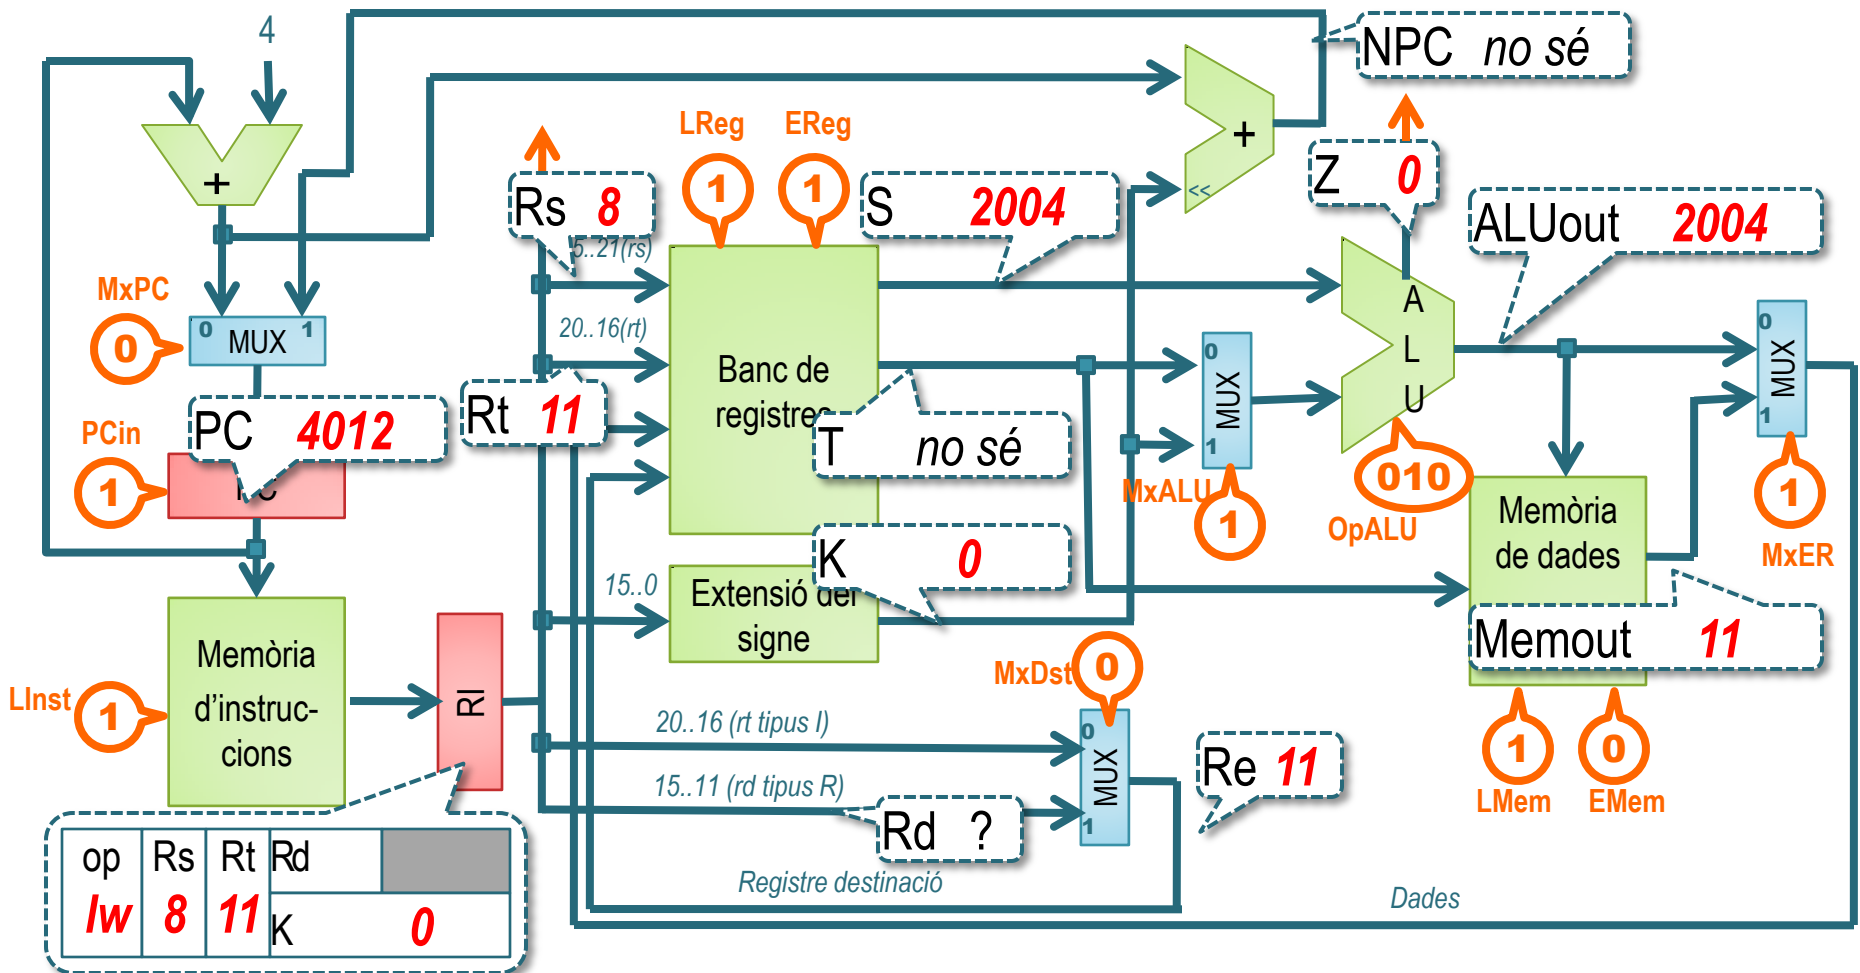 4
NPC no sé
+
+
LReg
EReg
1
1
Rs 8
S 2004
Z 0
ALUout 2004
<<
5..21(rs)
MxPC
0
0 MUX 1
20..16(rt)
Rt 11
Banc de
registres
T no sé
0
MUX
1
MxALU
1
A
L
U
010
OpALU
0
MUX
1
1
MxER
PC 4012
PCin
1
K 0
15..0
Extensió del
signe
Memòria
de dades
Memout 11
1
LMem
0
EMem
LInst
1
Memòria
d'instruc-
cions
RI
MxDst
0
20..16 (rt tipus I)
15..11 (rd tipus R)
0
MUX
1
Rd ?
Re 11
Registre destinació
Dades
op Rs Rt Rd
lw 8 11
K 0